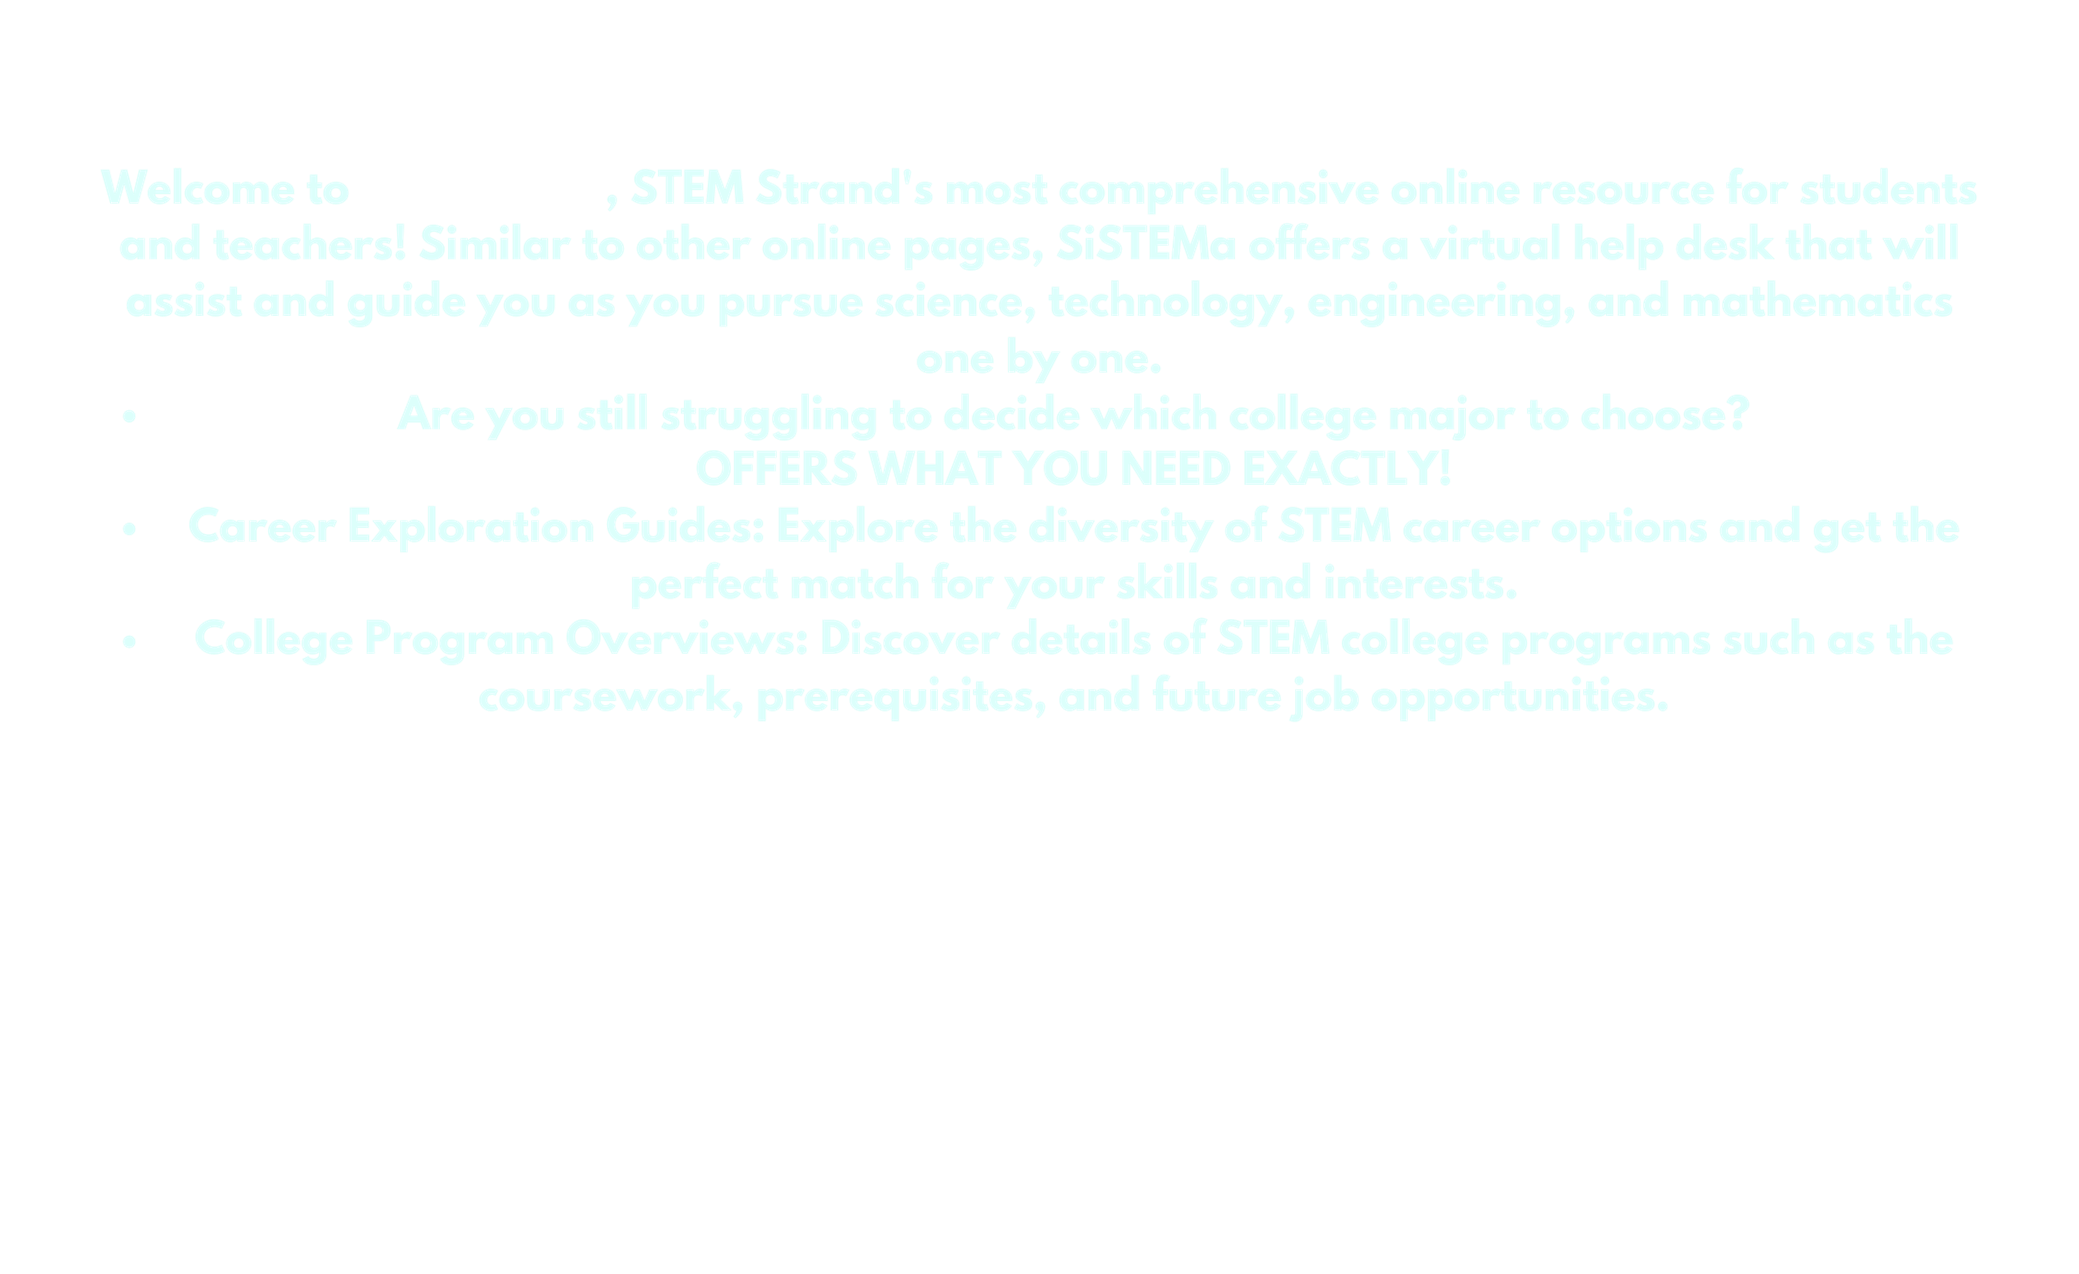 Welcome to , STEM Strand's most comprehensive online resource for students
and teachers! Similar to other online pages, SiSTEMa offers a virtual help desk that will
assist and guide you as you pursue science, technology, engineering, and mathematics
one by one.
• Are you still struggling to decide which college major to choose?
OFFERS WHAT YOU NEED EXACTLY!
• Career Exploration Guides: Explore the diversity of STEM career options and get the
perfect match for your skills and interests.
• College Program Overviews: Discover details of STEM college programs such as the
coursework, prerequisites, and future job opportunities.